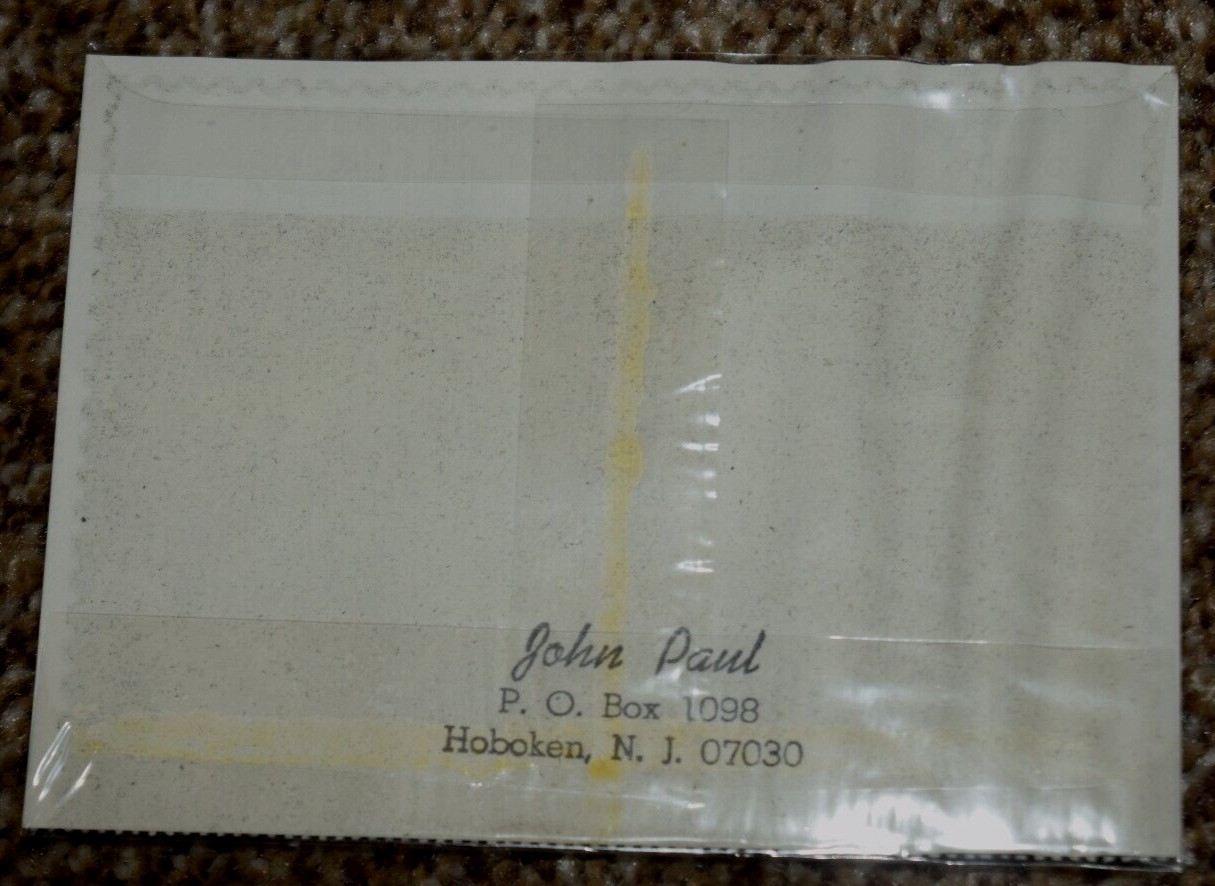 John Paul
P. O. Box 1098
Hoboken, N. J. 07030